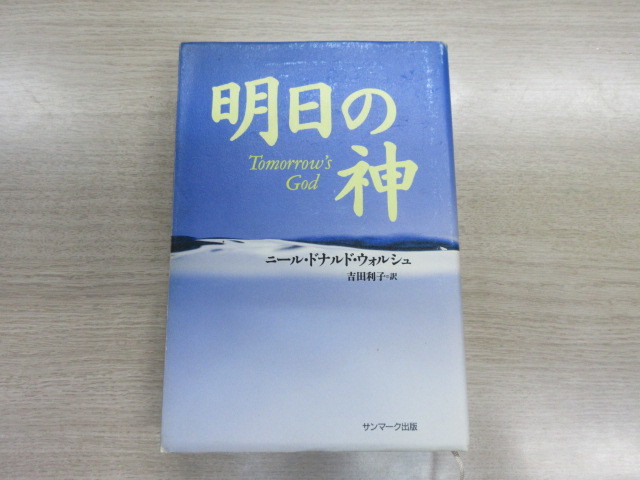 明日の
神
Tomorrow's
God
ニール・ドナルド・ウォルシュ
吉田利子=訳
サンマーク出版